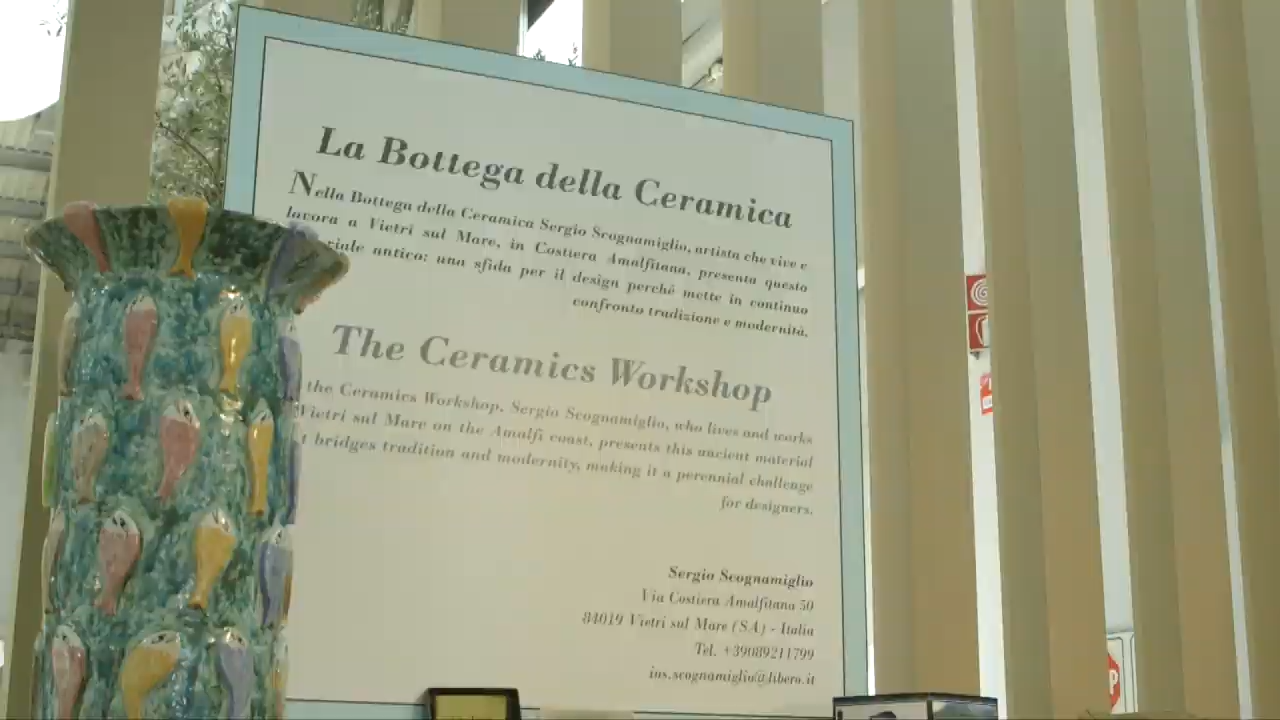 La Bottega della Ceramica
Nella Bottega della Ceramica Sergio Scognamiglio, artista che vive e
lavora a Vietri sul Mare, in Costiera Amalfitana, presenta questo
riale antico: una sfida per il design perché mette in continuo
confronto tradizione e modernità.
The Ceramics Workshop
the Ceramics Workshop, Sergio Scognamiglio, who lives and works
Vietri sul Mare on the Amalfi coast, presents this ancient material
t bridges tradition and modernity, making it a perennial challenge
for designers.
Sergio Scognamiglio
Via Costiera Amalfitana 50
84019 Vietri sul Mare (SA) - Italia
Tel. +39089211799
ios.scognamiglio@libero.it